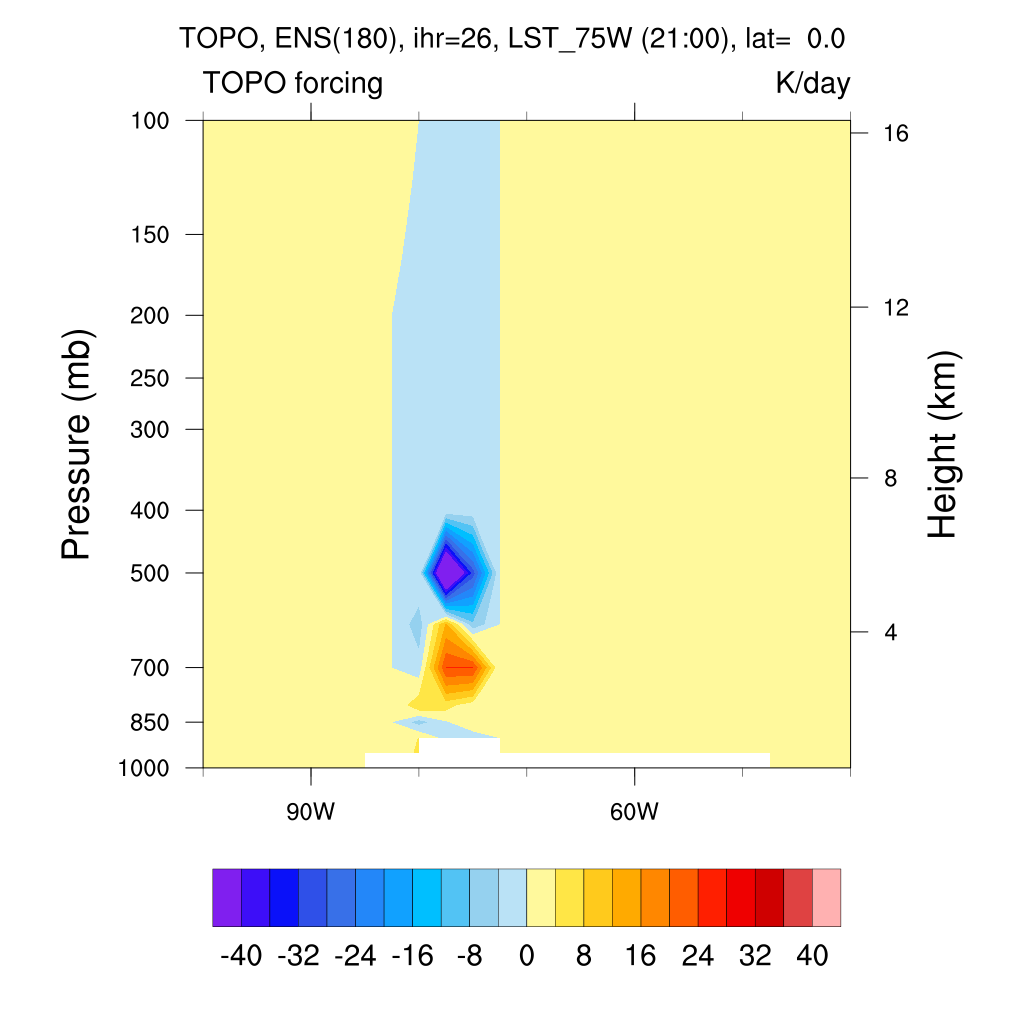 TOPO, ENS(180), ihr=26, LST_75W (21:00), lat=  0.0
TOPO forcing K/day
100
150
200
250
300
400
500
700
850
1000
Pressure (mb)
16
12
8
4
Height (km)
90W 60W
-40 -32 -24 -16 -8 0 8 16 24 32 40